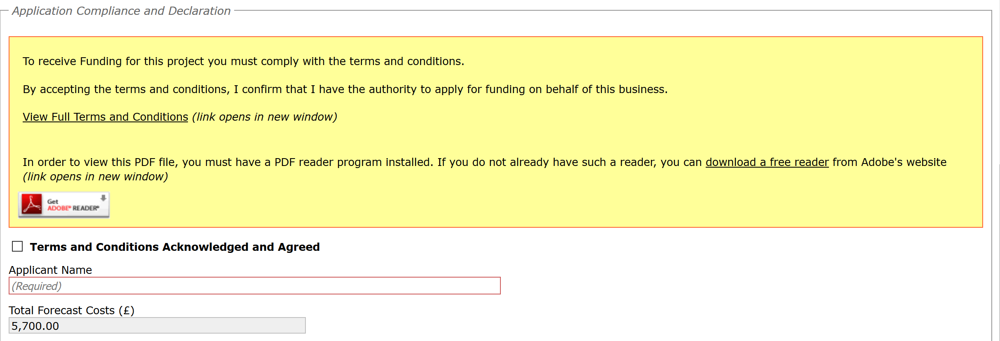 Application Compliance and Declaration
To receive Funding for this project you must comply with the terms and conditions.
By accepting the terms and conditions, I confirm that I have the authority to apply for funding on behalf of this business.
View Full Terms and Conditions (link opens in new window)
In order to view this PDF file, you must have a PDF reader program installed. If you do not already have such a reader, you can download a free reader from Adobe's website
(link opens in new window)
Get
ADOBE® READER®
Terms and Conditions Acknowledged and Agreed
Applicant Name
(Required)
Total Forecast Costs (£)
5,700.00